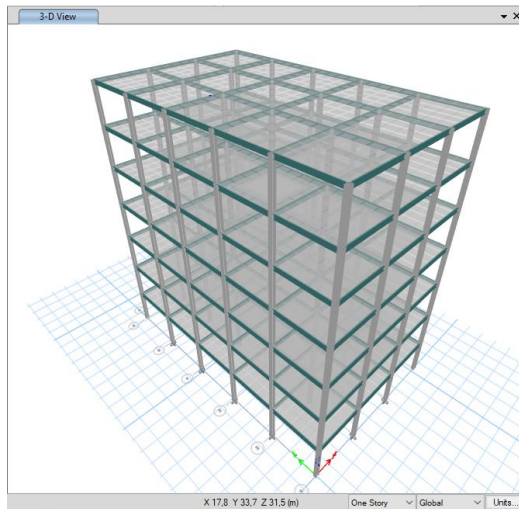 3-D View
X 17,8 Y 33,7 Z 31,5 (m)
One Story
Global
Units...